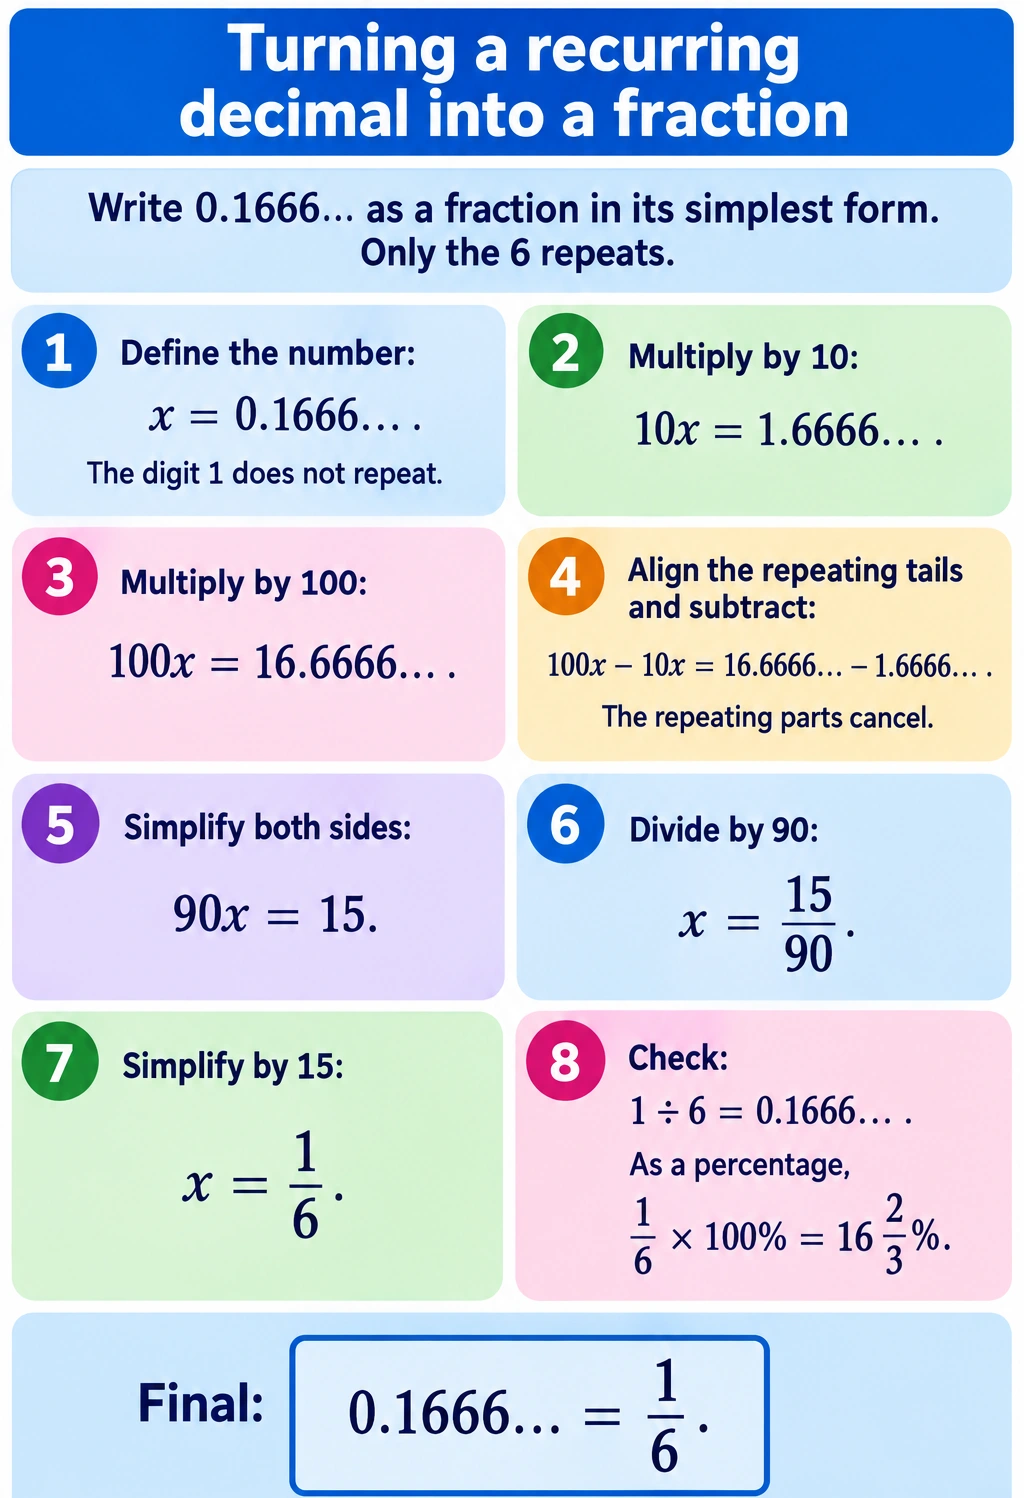 Turning a recurring
decimal into a fraction
Write 0.1666... as a fraction in its simplest form.
Only the 6 repeats.
1 Define the number:
x = 0.1666... .
The digit 1 does not repeat.
2 Multiply by 10:
10x = 1.6666... .
3 Multiply by 100:
100x = 16.6666... .
4 Align the repeating tails
and subtract:
100x − 10x = 16.6666... − 1.6666... .
The repeating parts cancel.
5 Simplify both sides:
90x = 15.
6 Divide by 90:
x = 15/90.
7 Simplify by 15:
x = 1/6.
8 Check:
1 ÷ 6 = 0.1666... .
As a percentage,
1/6 × 100% = 16 2/3%.
Final: 0.1666... = 1/6.